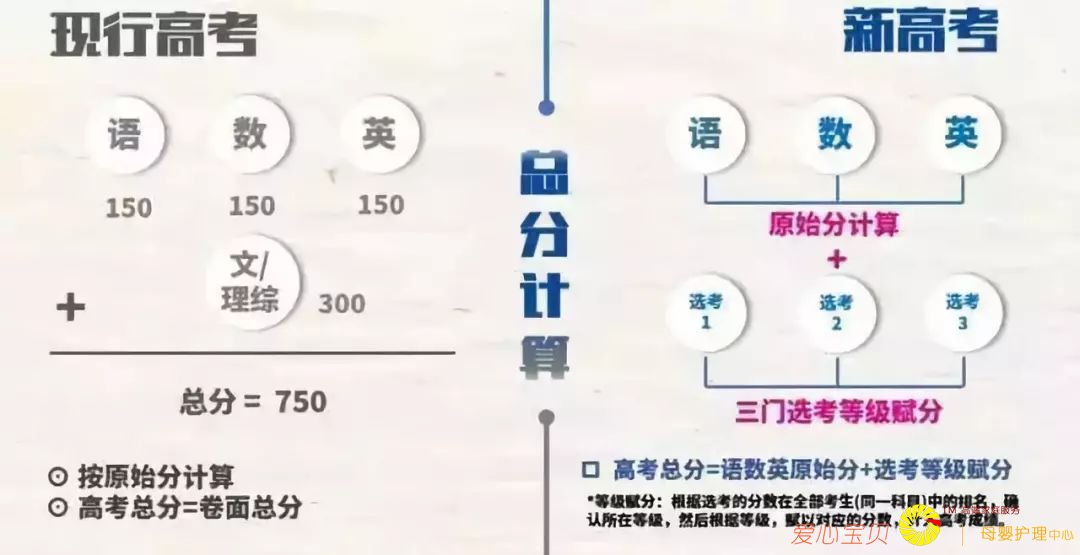 现行高考
语 数 英
150 150 150
文/
理综
+ 300
总分 = 750
⊙ 按原始分计算
⊙ 高考总分=卷面总分
总
分
计
算
新高考
语 数 英
原始分计算
+
选考 选考 选考
1 2 3
三门选考等级赋分
高考总分=语数英原始分+选考等级赋分
*等级赋分：根据选考的分数在全部考生(同一科目)中的排名，确
认所在等级，然后根据等级，赋以对应的分数，计入高考成绩。
爱心宝贝
母婴护理中心